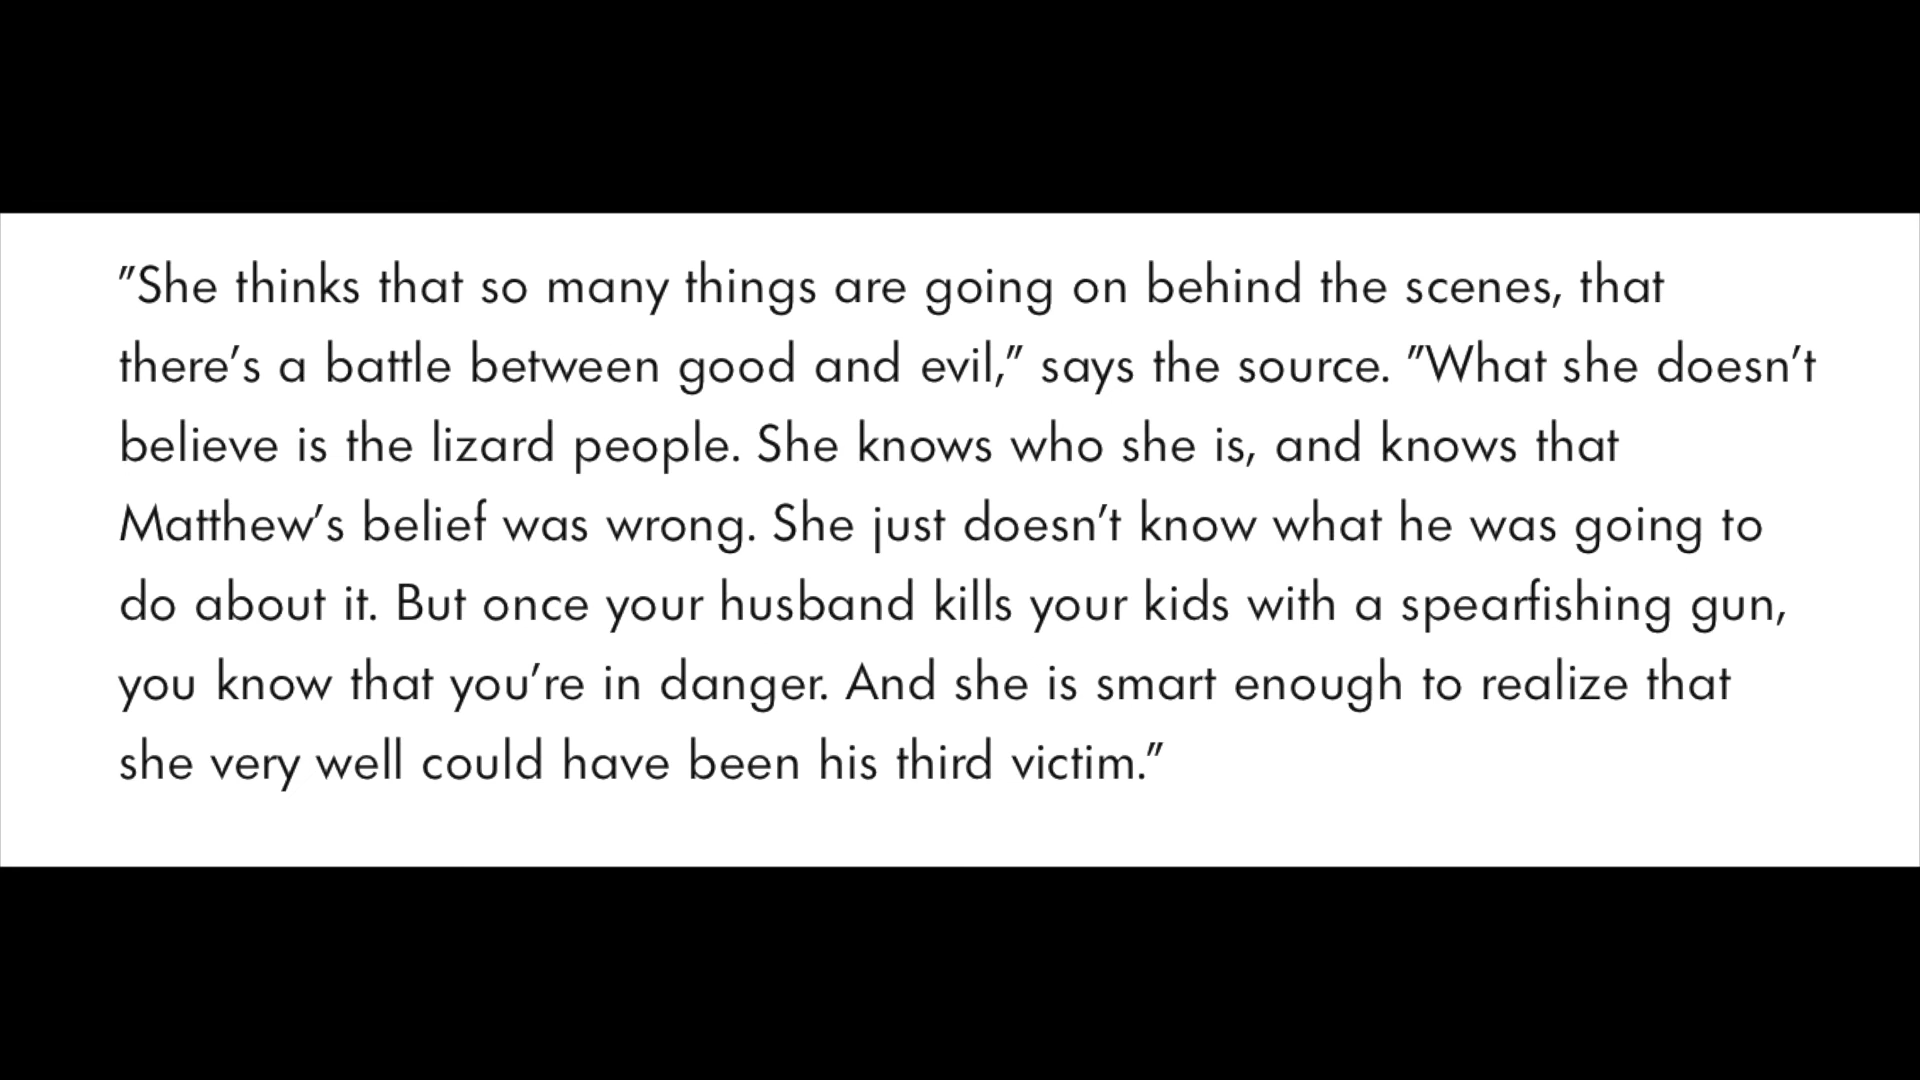 "She thinks that so many things are going on behind the scenes, that
there's a battle between good and evil," says the source. "What she doesn't
believe is the lizard people. She knows who she is, and knows that
Matthew's belief was wrong. She just doesn't know what he was going to
do about it. But once your husband kills your kids with a spearfishing gun,
you know that you're in danger. And she is smart enough to realize that
she very well could have been his third victim."